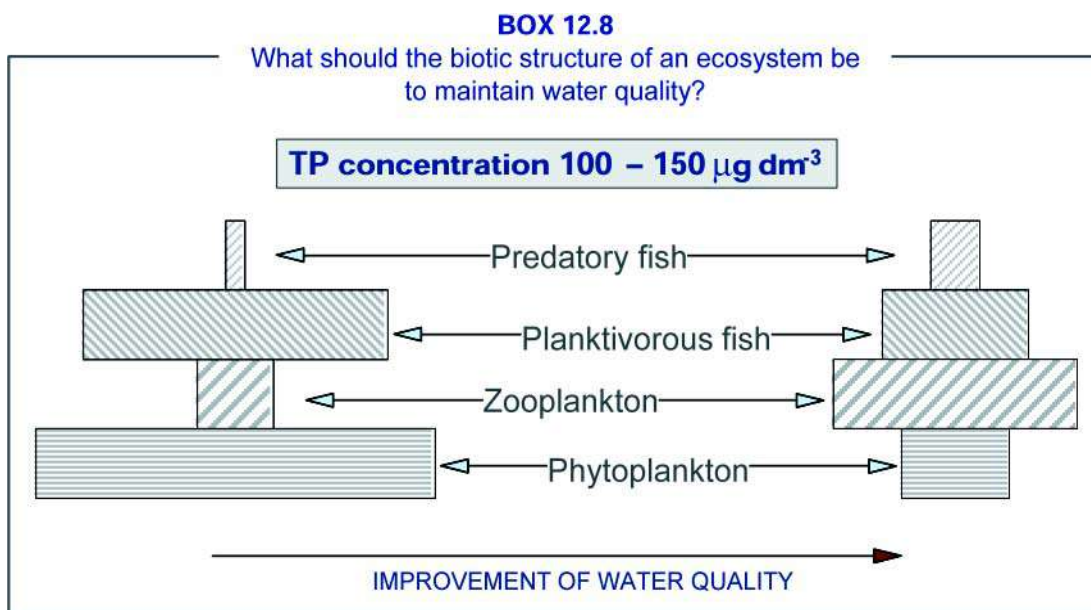 BOX 12.8
What should the biotic structure of an ecosystem be
to maintain water quality?
TP concentration 100 – 150 µg dm-3
Predatory fish
Planktivorous fish
Zooplankton
Phytoplankton
IMPROVEMENT OF WATER QUALITY